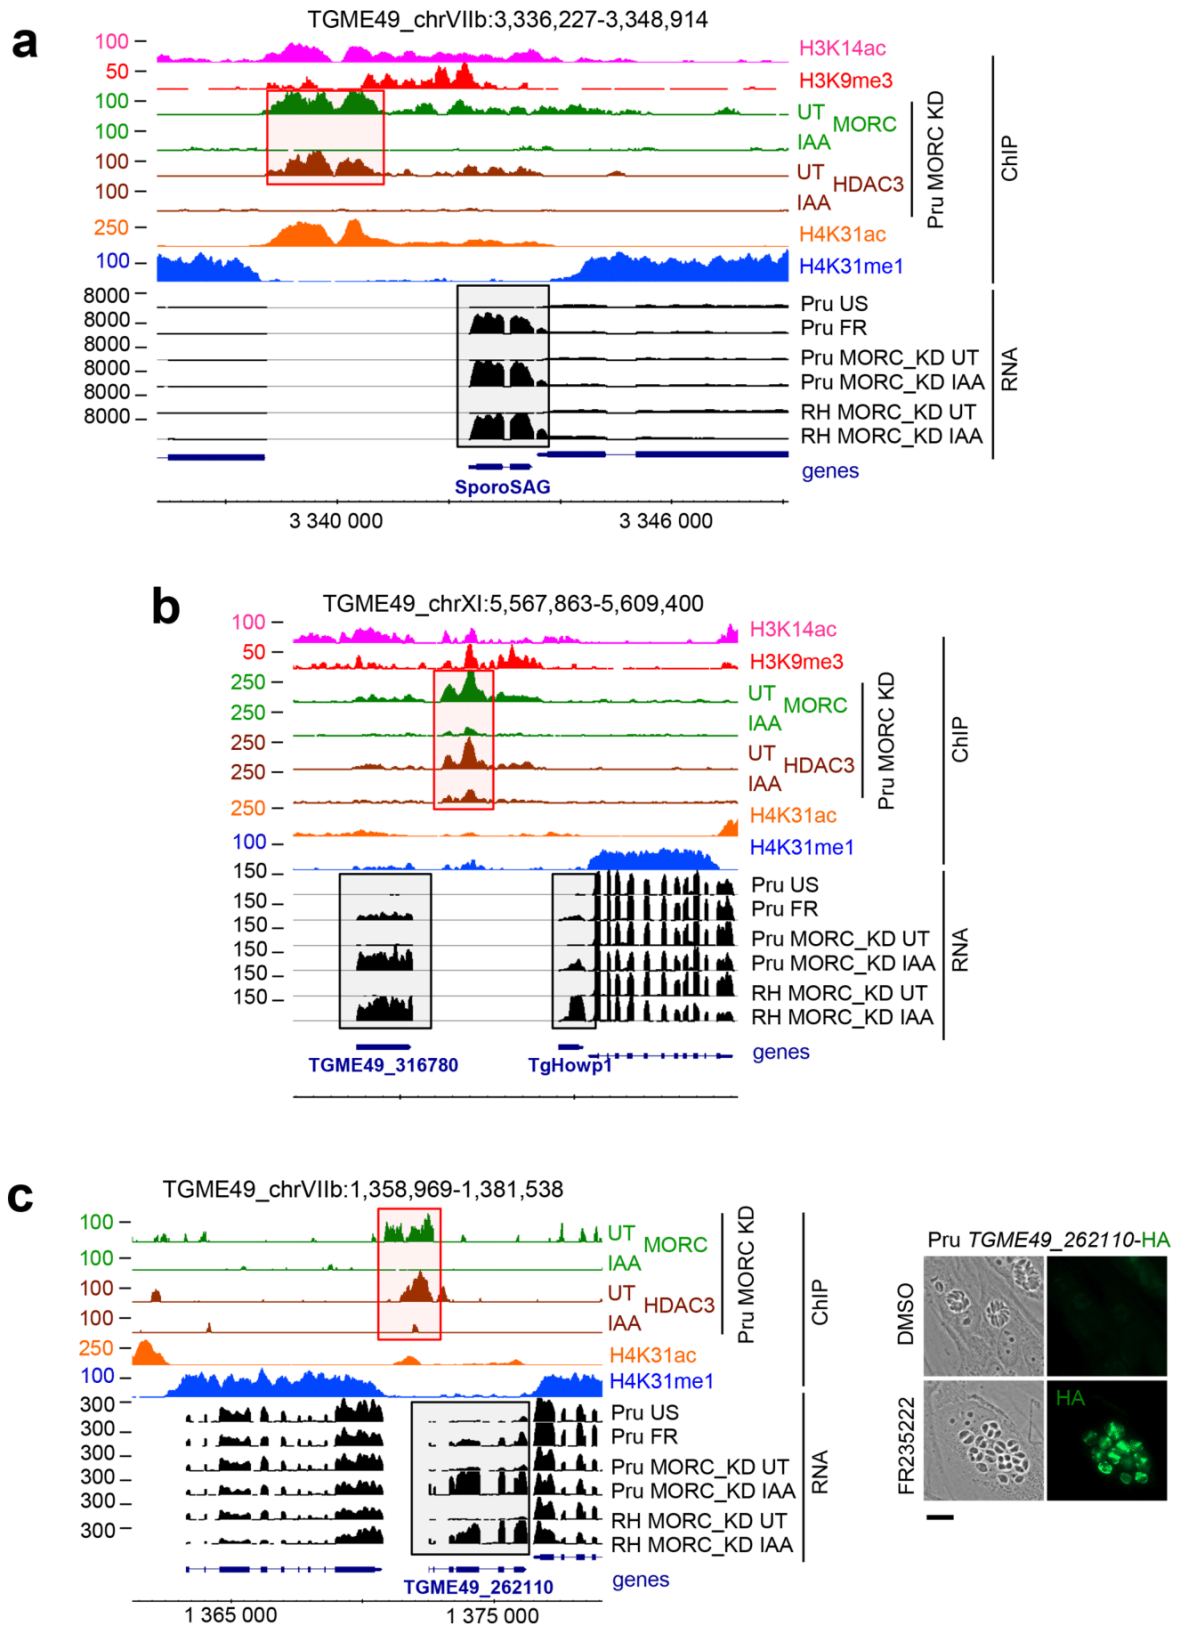 a
TGME49_chrVIIb:3,336,227-3,348,914
100
H3K14ac
50
H3K9me3
100
UT
MORC
100
IAA
100
UT
HDAC3
100
IAA
Pru MORC KD
250
H4K31ac
100
H4K31me1
ChIP
8000
Pru US
8000
Pru FR
8000
Pru MORC_KD UT
8000
Pru MORC_KD IAA
8000
RH MORC_KD UT
8000
RH MORC_KD IAA
RNA
genes
SporoSAG
3 340 000
3 346 000
b
TGME49_chrXI:5,567,863-5,609,400
100
H3K14ac
50
H3K9me3
250
UT
MORC
250
IAA
250
UT
HDAC3
250
IAA
Pru MORC KD
250
H4K31ac
100
H4K31me1
ChIP
150
Pru US
150
Pru FR
150
Pru MORC_KD UT
150
Pru MORC_KD IAA
150
RH MORC_KD UT
150
RH MORC_KD IAA
RNA
genes
TGME49_316780
TgHowp1
c
TGME49_chrVIIb:1,358,969-1,381,538
100
UT
MORC
100
IAA
100
UT
HDAC3
100
IAA
Pru MORC KD
250
H4K31ac
100
H4K31me1
ChIP
300
Pru US
300
Pru FR
300
Pru MORC_KD UT
300
Pru MORC_KD IAA
300
RH MORC_KD UT
300
RH MORC_KD IAA
RNA
genes
TGME49_262110
1 365 000
1 375 000
Pru TGME49_262110-HA
DMSO
FR235222
HA